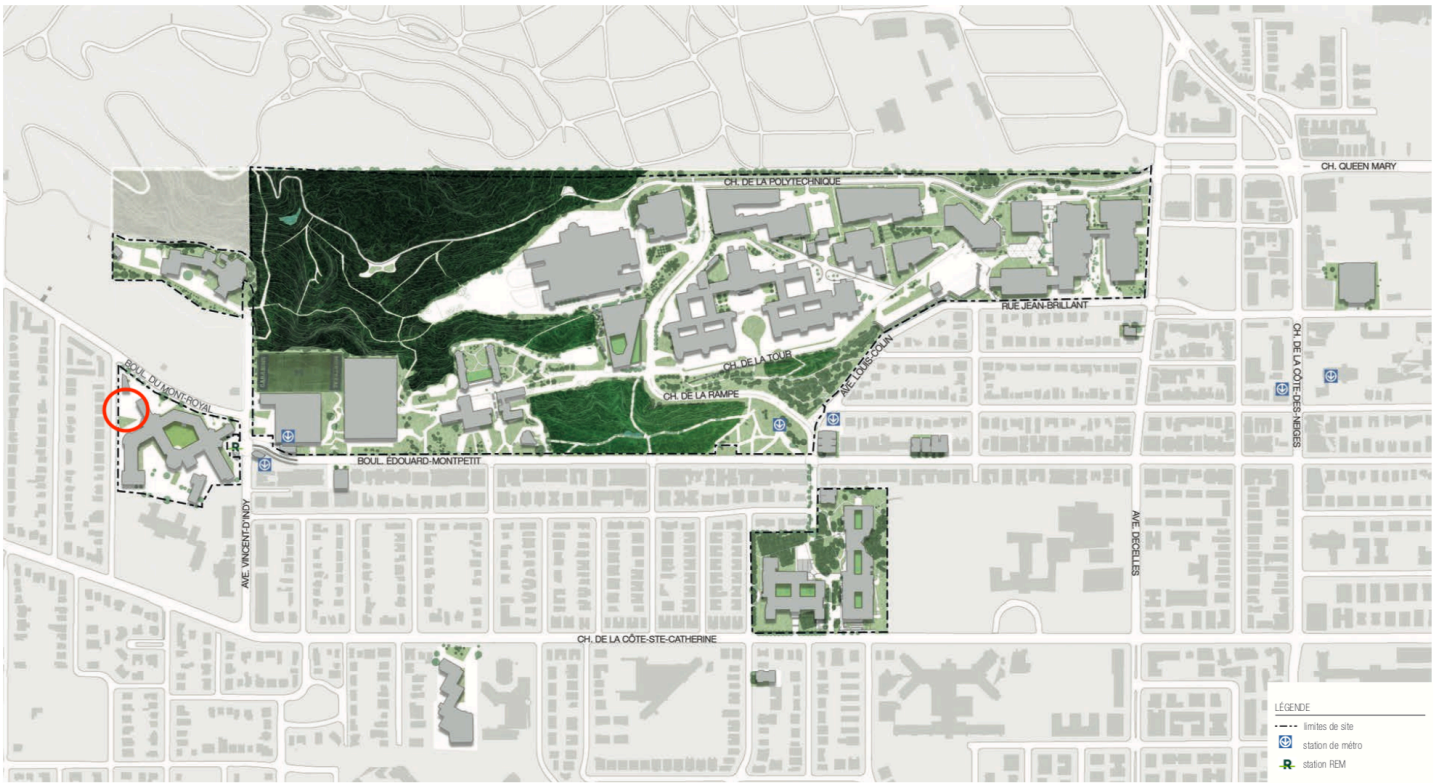 CH. QUEEN MARY
CH. DE LA POLYTECHNIQUE
RUE JEAN-BRILLANT
CH. DE LA TOUR
AVE. LOUIS-COLIN
CH. DE LA RAMPE
CH. DE LA CÔTE-DES-NEIGES
BOUL. DU MONT-ROYAL
R
BOUL. ÉDOUARD-MONTPETIT
AVE. VINCENT-D'INDY
AVE. DECELLES
CH. DE LA CÔTE-STE-CATHERINE
LÉGENDE
limites de site
station de métro
R station REM